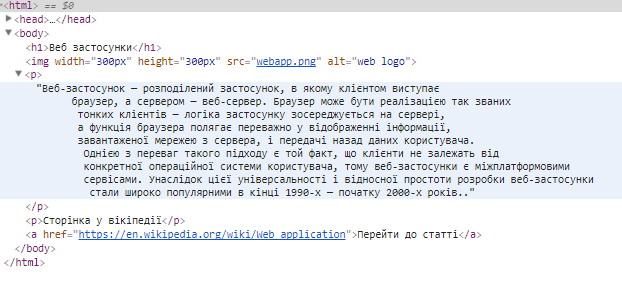 <html> == $0
<head>…</head>
<body>
<h1>Веб застосунки</h1>
<img width="300px" height="300px" src="webapp.png" alt="web logo">
<p>
"Веб-застосунок — розподілений застосунок, в якому клієнтом виступає
браузер, а сервером — веб-сервер. Браузер може бути реалізацією так званих
тонких клієнтів — логіка застосунку зосереджується на сервері,
а функція браузера полягає переважно у відображенні інформації,
завантаженої мережею з сервера, і передачі назад даних користувача.
Однією з переваг такого підходу є той факт, що клієнти не залежать від
конкретної операційної системи користувача, тому веб-застосунки є міжплатформовими
сервісами. Унаслідок цієї універсальності і відносної простоти розробки веб-застосунки
стали широко популярними в кінці 1990-х — початку 2000-х років.."
</p>
<p>Сторінка у вікіпедії</p>
<a href="https://en.wikipedia.org/wiki/Web_application">Перейти до статті</a>
</body>
</html>